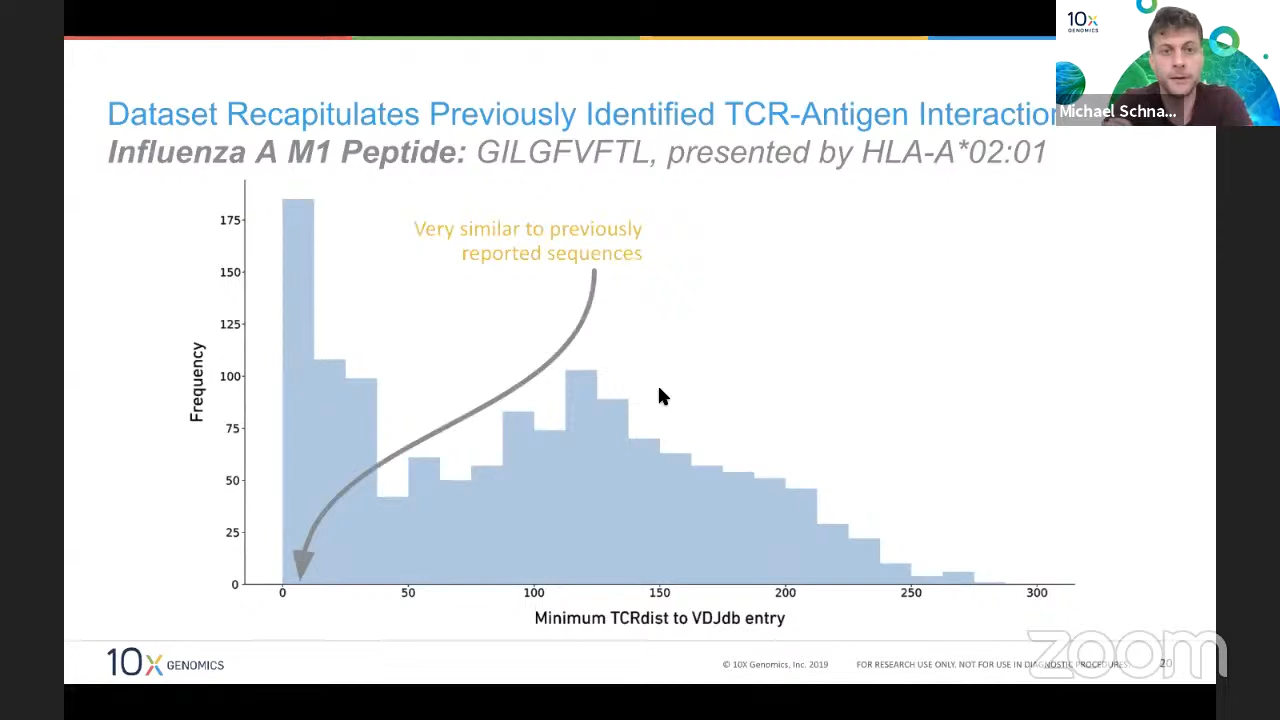 10x
GENOMICS
Michael Schna...
Dataset Recapitulates Previously Identified TCR-Antigen Interaction
Influenza A M1 Peptide: GILGFVFTL, presented by HLA-A*02:01
Very similar to previously
reported sequences
Frequency
175
150
125
100
75
50
25
0
0 50 100 150 200 250 300
Minimum TCRdist to VDJdb entry
10X GENOMICS
© 10X Genomics, Inc. 2019 FOR RESEARCH USE ONLY. NOT FOR USE IN DIAGNOSTIC PROCEDURES. 20
zoom